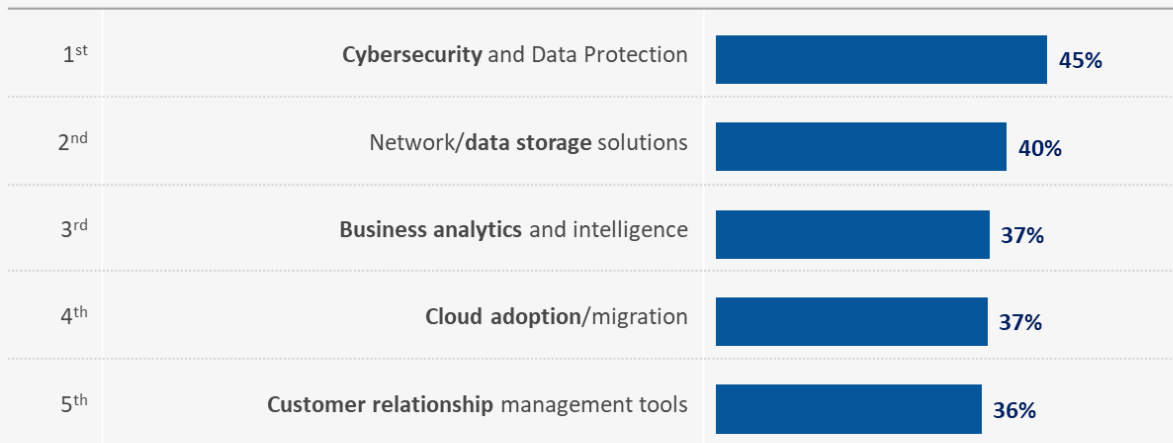 1st Cybersecurity and Data Protection 45%
2nd Network/data storage solutions 40%
3rd Business analytics and intelligence 37%
4th Cloud adoption/migration 37%
5th Customer relationship management tools 36%